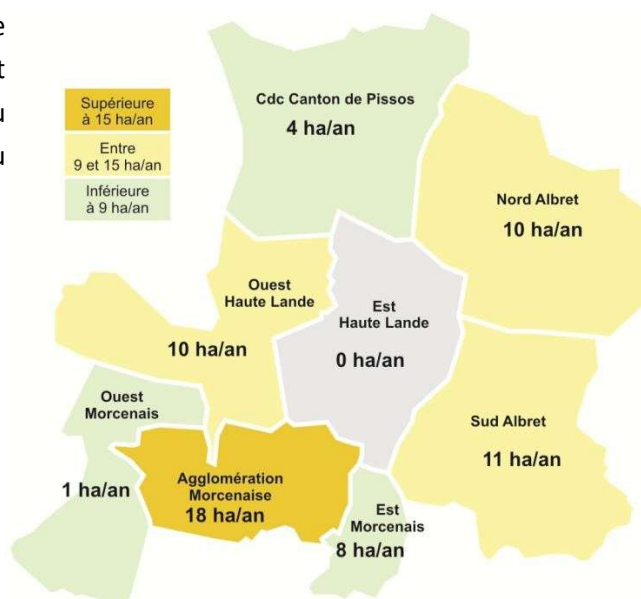 e
t
u
u
Supérieure
à 15 ha/an
Entre
9 et 15 ha/an
Inférieure
à 9 ha/an
Cdc Canton de Pissos
4 ha/an
Nord Albret
10 ha/an
Ouest
Haute Lande
10 ha/an
Est
Haute Lande
0 ha/an
Ouest
Morcenais
1 ha/an
Sud Albret
11 ha/an
Agglomération
Morcenaise
18 ha/an
Est
Morcenais
8 ha/an